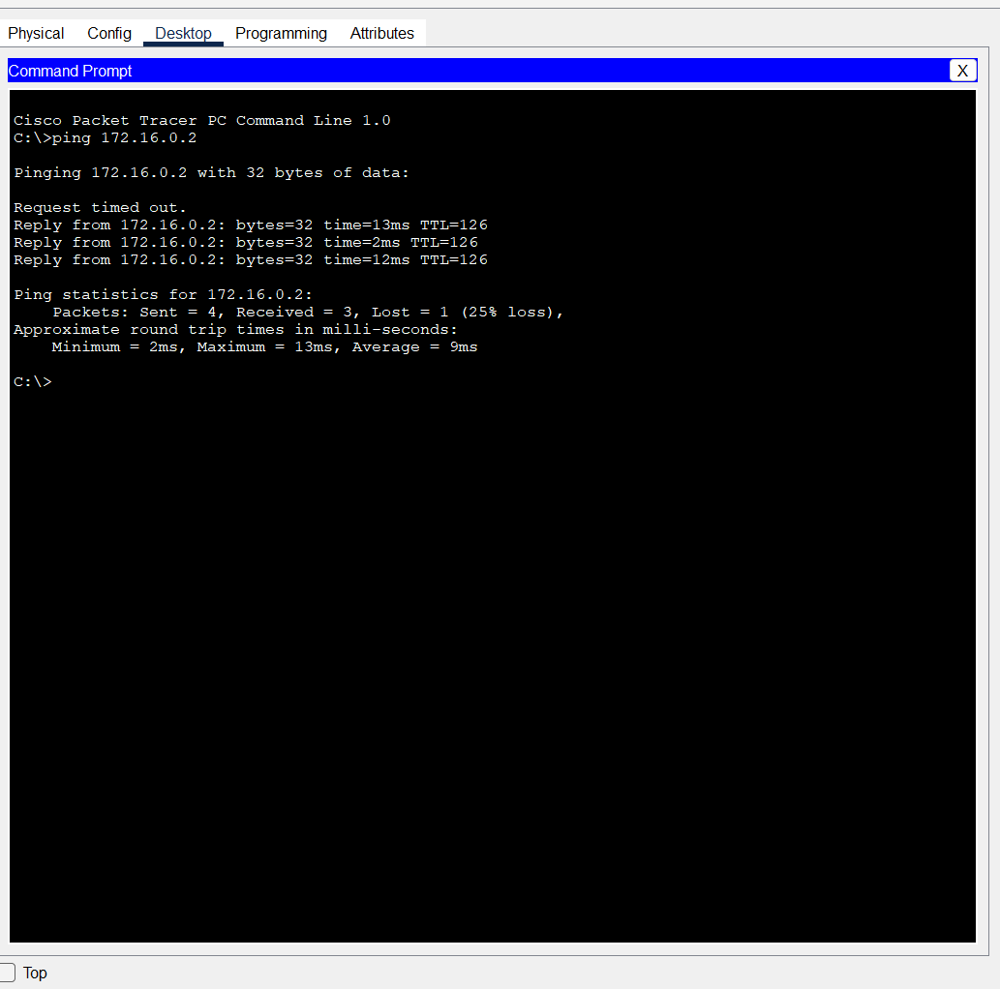 Physical Config Desktop Programming Attributes
Command Prompt X
Cisco Packet Tracer PC Command Line 1.0
C:\>ping 172.16.0.2
Pinging 172.16.0.2 with 32 bytes of data:
Request timed out.
Reply from 172.16.0.2: bytes=32 time=13ms TTL=126
Reply from 172.16.0.2: bytes=32 time=2ms TTL=126
Reply from 172.16.0.2: bytes=32 time=12ms TTL=126
Ping statistics for 172.16.0.2:
Packets: Sent = 4, Received = 3, Lost = 1 (25% loss),
Approximate round trip times in milli-seconds:
Minimum = 2ms, Maximum = 13ms, Average = 9ms
C:\>
Top